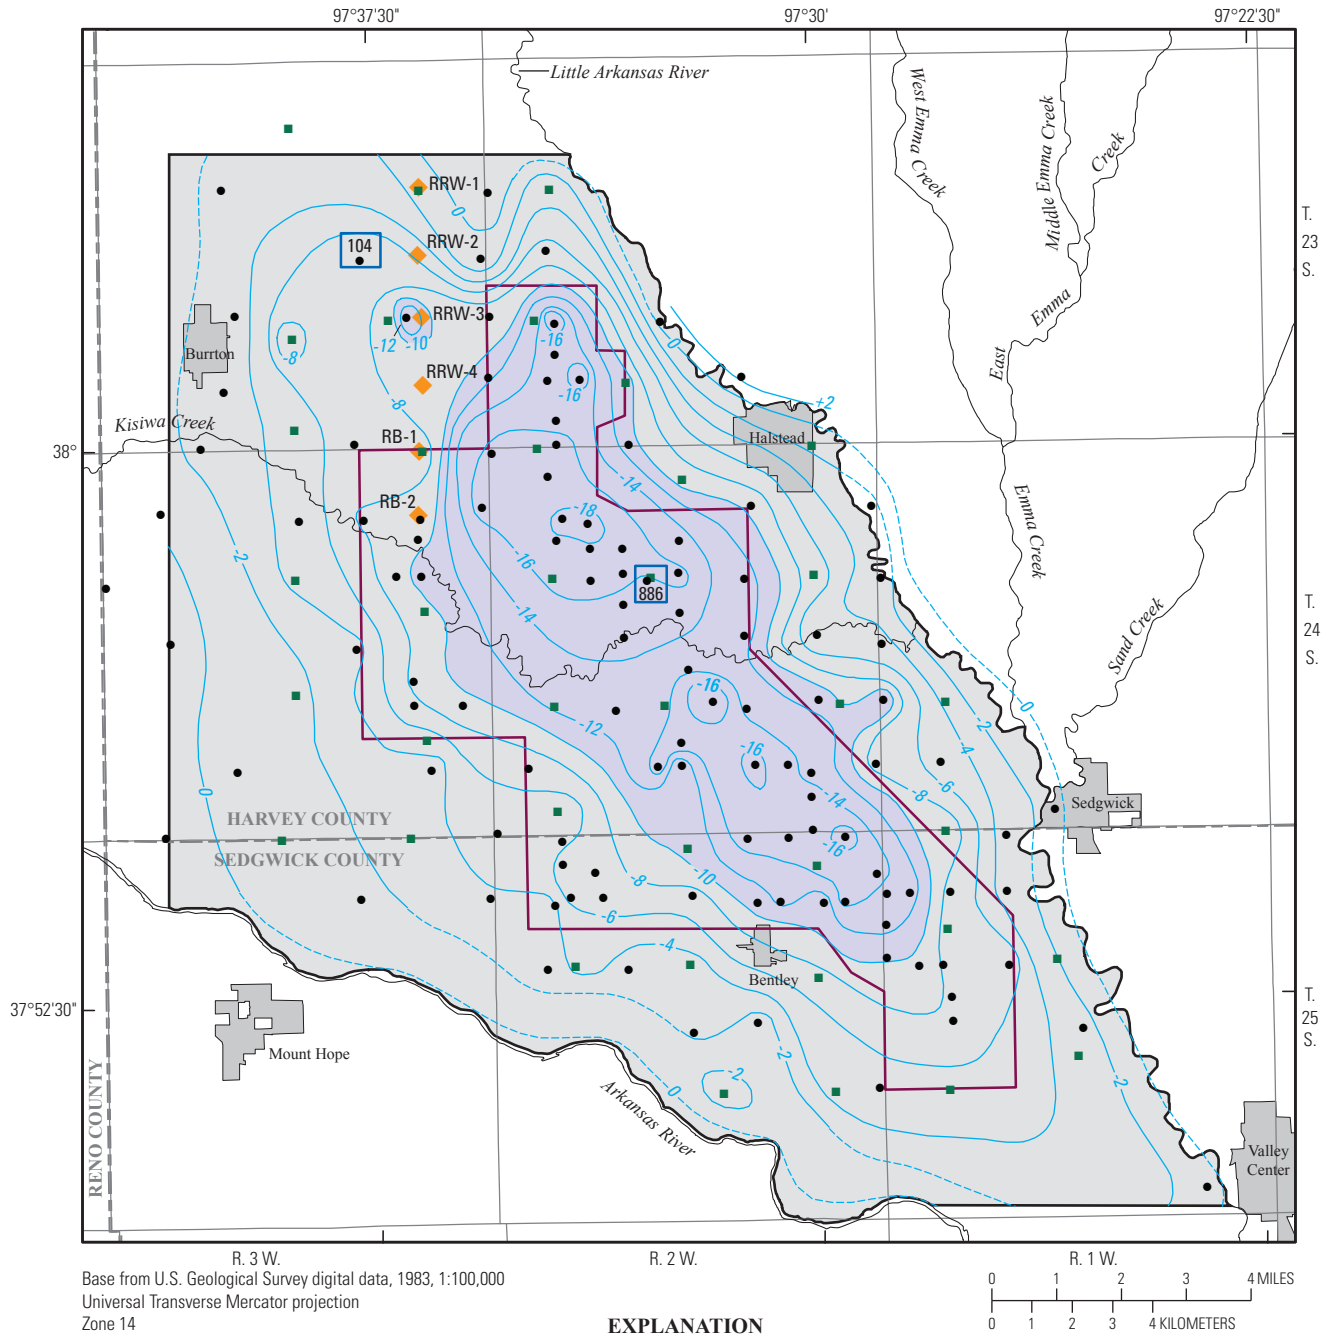 97°37'30"
97°30'
97°22'30"
Little Arkansas River
West Emma Creek
Middle Emma Creek
Creek
T.
23
S.
RRW-1
0
RRW-2
104
RRW-3
-12
-10
-16
Emma
0
Burrton
-8
RRW-4
-16
East
+2
-8
Kisiwa Creek
RB-1
Halstead
38°
-14
RB-2
-18
Emma Creek
-2
-16
886
T.
24
S.
-14
Sand Creek
-16
0
-12
-2
-4
-16
-6
0
-8
-14
Sedgwick
HARVEY COUNTY
SEDGWICK COUNTY
-16
-8
-10
-6
-4
Bentley
37°52'30"
T.
25
S.
Mount Hope
-2
-2
-2
0
Arkansas River
RENO COUNTY
Valley
Center
R. 3 W.
R. 2 W.
R. 1 W.
Base from U.S. Geological Survey digital data, 1983, 1:100,000
Universal Transverse Mercator projection
Zone 14
0 1 2 3 4 MILES
0 1 2 3 4 KILOMETERS
EXPLANATION